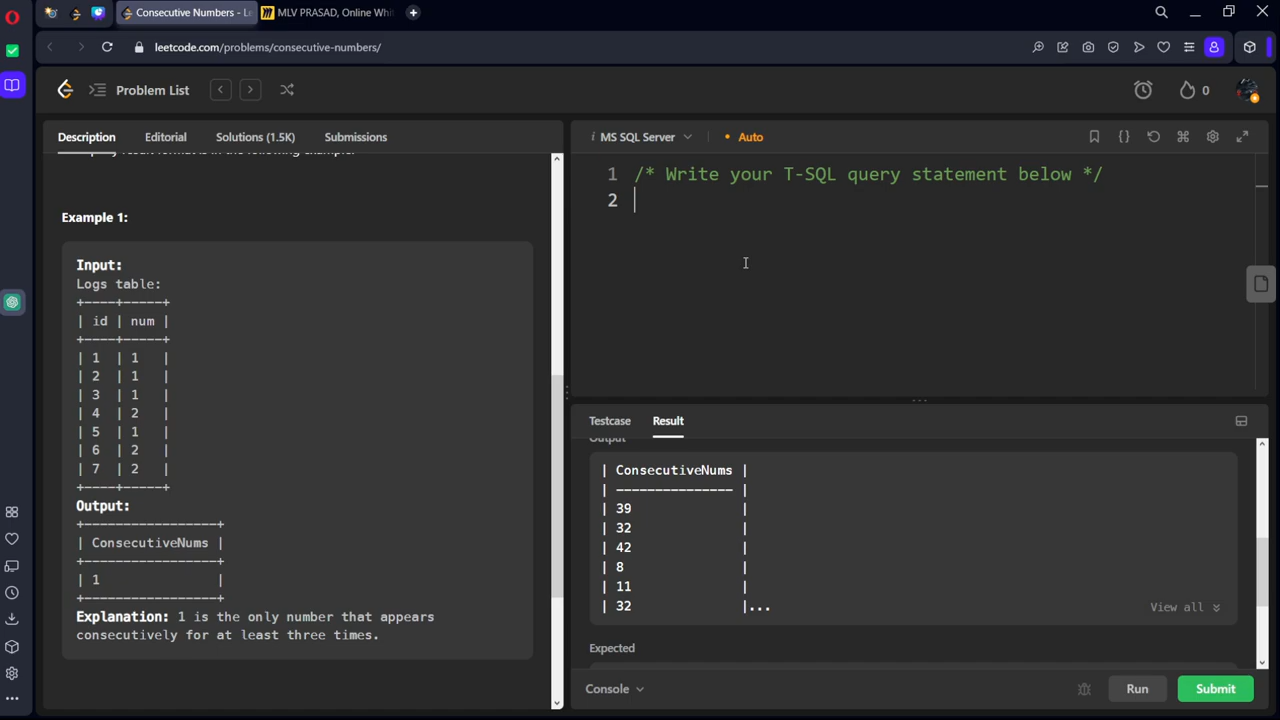 Consecutive Numbers - Le
MLV PRASAD, Online Whi
leetcode.com/problems/consecutive-numbers/
Problem List
0
Description Editorial Solutions (1.5K) Submissions
Example 1:
Input:
Logs table:
+----+-----+
| id | num |
+----+-----+
| 1 | 1 |
| 2 | 1 |
| 3 | 1 |
| 4 | 2 |
| 5 | 1 |
| 6 | 2 |
| 7 | 2 |
+----+-----+
Output:
+-----------------+
| ConsecutiveNums |
+-----------------+
| 1 |
+-----------------+
Explanation: 1 is the only number that appears
consecutively for at least three times.
i MS SQL Server • Auto
1 /* Write your T-SQL query statement below */
2
Testcase Result
Output
| ConsecutiveNums |
| --------------- |
| 39 |
| 32 |
| 42 |
| 8 |
| 11 |
| 32 |...
View all
Expected
Console Run Submit